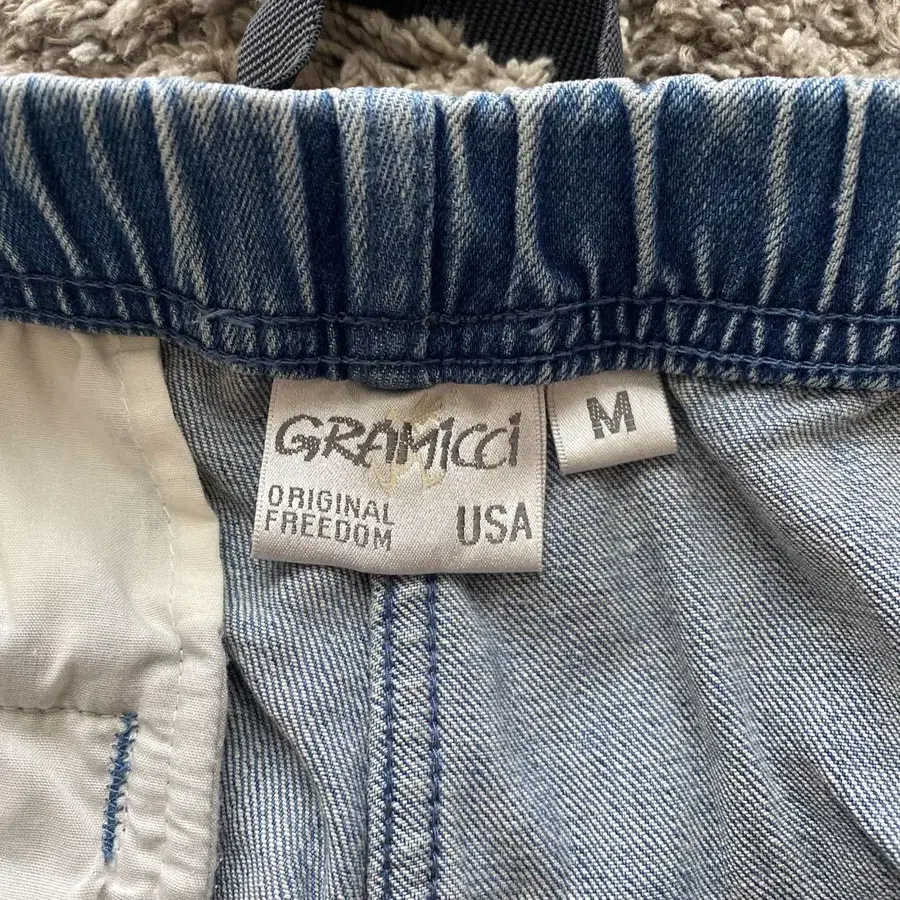 GRAMiCCi
ORIGINAL
FREEDOM
USA
M